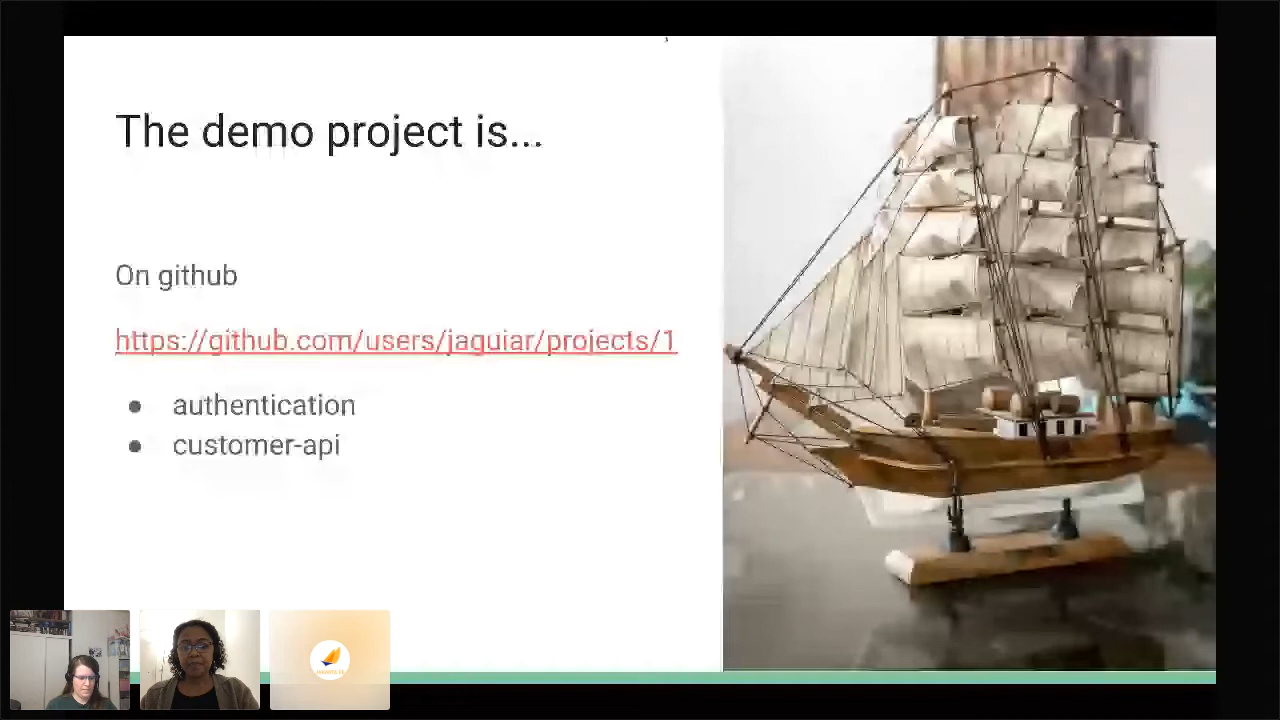 The demo project is...
On github
https://github.com/users/jaguiar/projects/1
● authentication
● customer-api